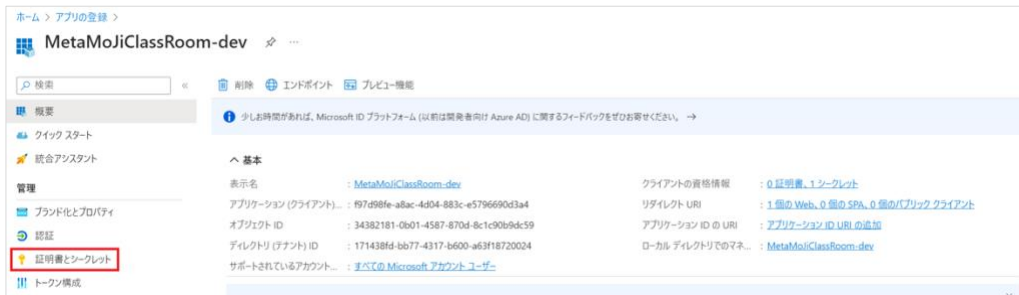 ホーム > アプリの登録 >
MetaMoJiClassRoom-dev
検索
概要
クイック スタート
統合アシスタント
管理
ブランド化とプロパティ
認証
証明書とシークレット
トークン構成
削除 エンドポイント プレビュー機能
少しお時間があれば、Microsoft ID プラットフォーム (以前は開発者向け Azure AD) に関するフィードバックをぜひお寄せください。 →
基本
表示名 : MetaMoJiClassRoom-dev
アプリケーション (クライアント)... : f97d98fe-a8ac-4d04-883c-e5796690d3a4
オブジェクト ID : 34382181-0b01-4587-870d-8c1c90b9dc59
ディレクトリ (テナント) ID : 171438fd-bb77-4317-b600-a63f18720024
サポートされているアカウント... : すべての Microsoft アカウント ユーザー
クライアントの資格情報 : 0 証明書、1 シークレット
リダイレクト URI : 1 個の Web、0 個の SPA、0 個のパブリック クライアント
アプリケーション ID の URI : アプリケーション ID URI の追加
ローカル ディレクトリでのマネ... : MetaMoJiClassRoom-dev